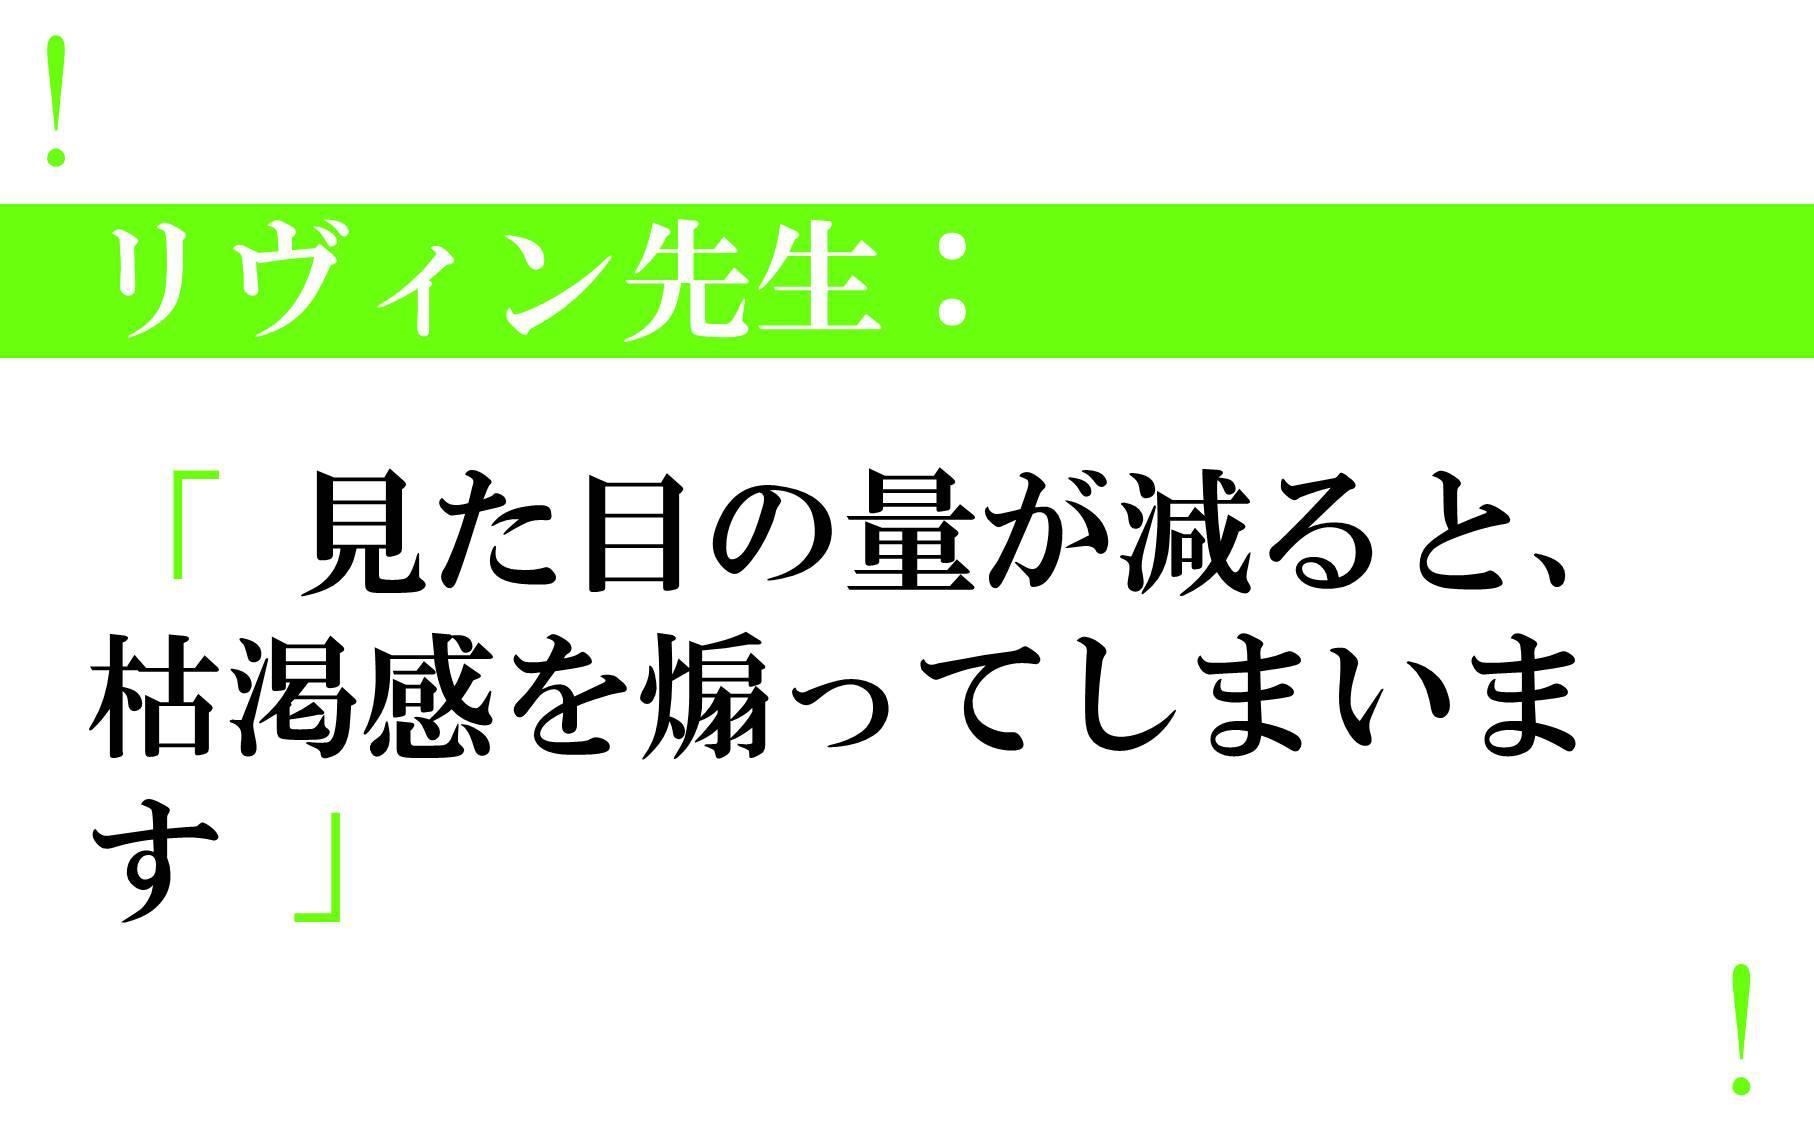 ！
リヴィン先生：
「 見た目の量が減ると、
枯渇感を煽ってしまいま
す 」
！